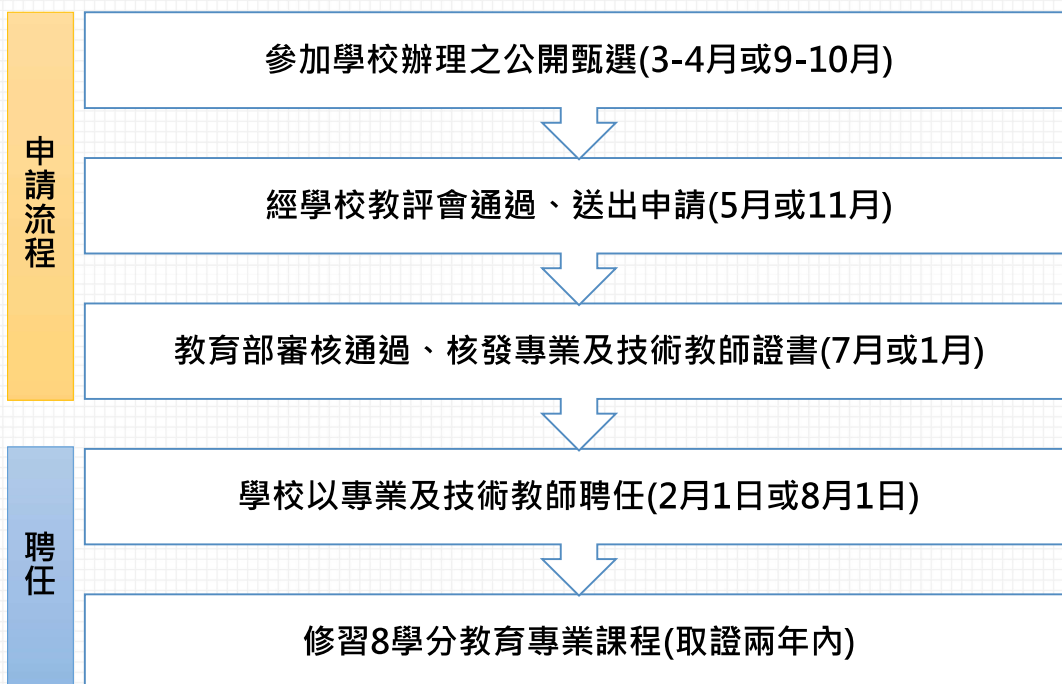 申請流程
參加學校辦理之公開甄選(3-4月或9-10月)
經學校教評會通過、送出申請(5月或11月)
教育部審核通過、核發專業及技術教師證書(7月或1月)
聘任
學校以專業及技術教師聘任(2月1日或8月1日)
修習8學分教育專業課程(取證兩年內)